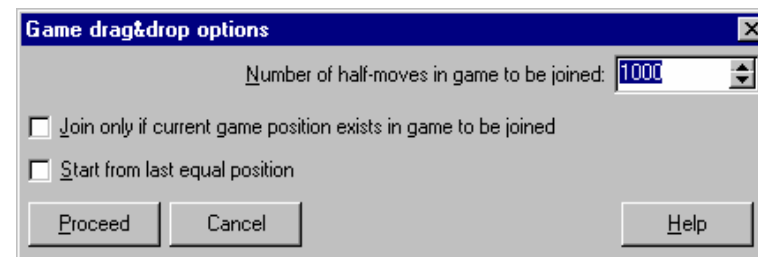 Game drag&drop options
Number of half-moves in game to be joined: 1000
Join only if current game position exists in game to be joined
Start from last equal position
Proceed Cancel Help